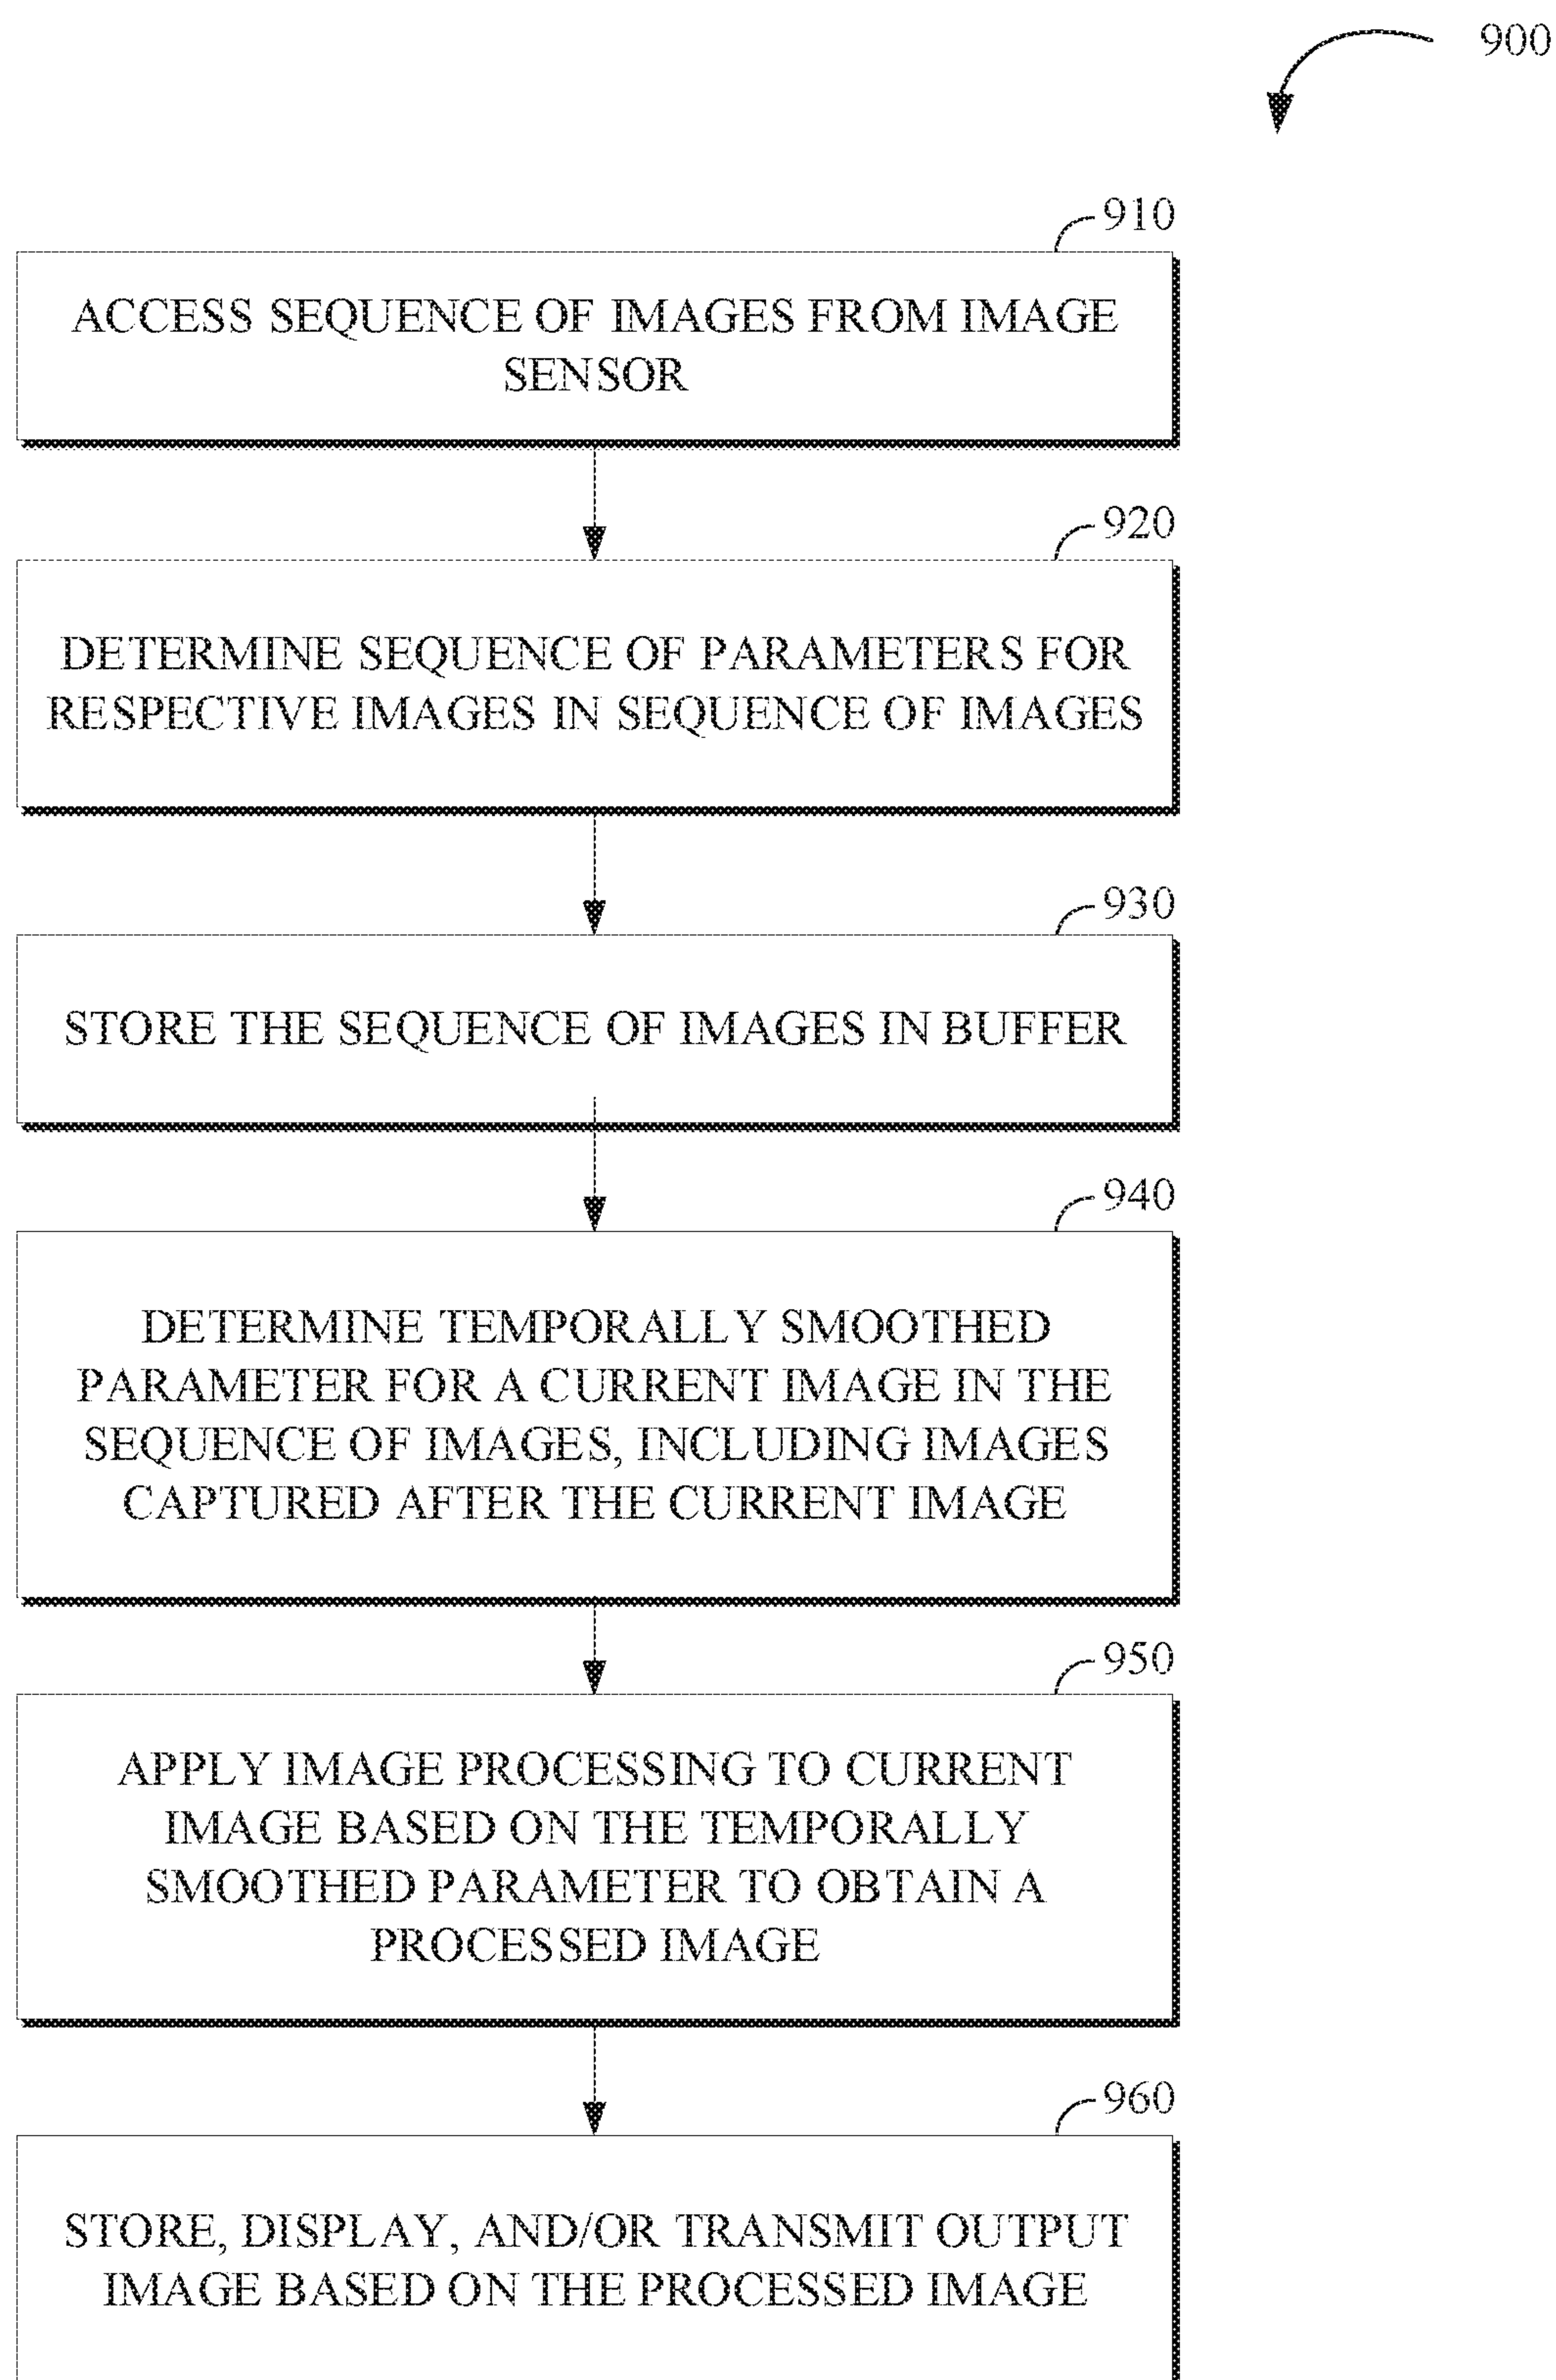 900
910
ACCESS SEQUENCE OF IMAGES FROM IMAGE
SENSOR
920
DETERMINE SEQUENCE OF PARAMETERS FOR
RESPECTIVE IMAGES IN SEQUENCE OF IMAGES
930
STORE THE SEQUENCE OF IMAGES IN BUFFER
940
DETERMINE TEMPORALLY SMOOTHED
PARAMETER FOR A CURRENT IMAGE IN THE
SEQUENCE OF IMAGES, INCLUDING IMAGES
CAPTURED AFTER THE CURRENT IMAGE
950
APPLY IMAGE PROCESSING TO CURRENT
IMAGE BASED ON THE TEMPORALLY
SMOOTHED PARAMETER TO OBTAIN A
PROCESSED IMAGE
960
STORE, DISPLAY, AND/OR TRANSMIT OUTPUT
IMAGE BASED ON THE PROCESSED IMAGE